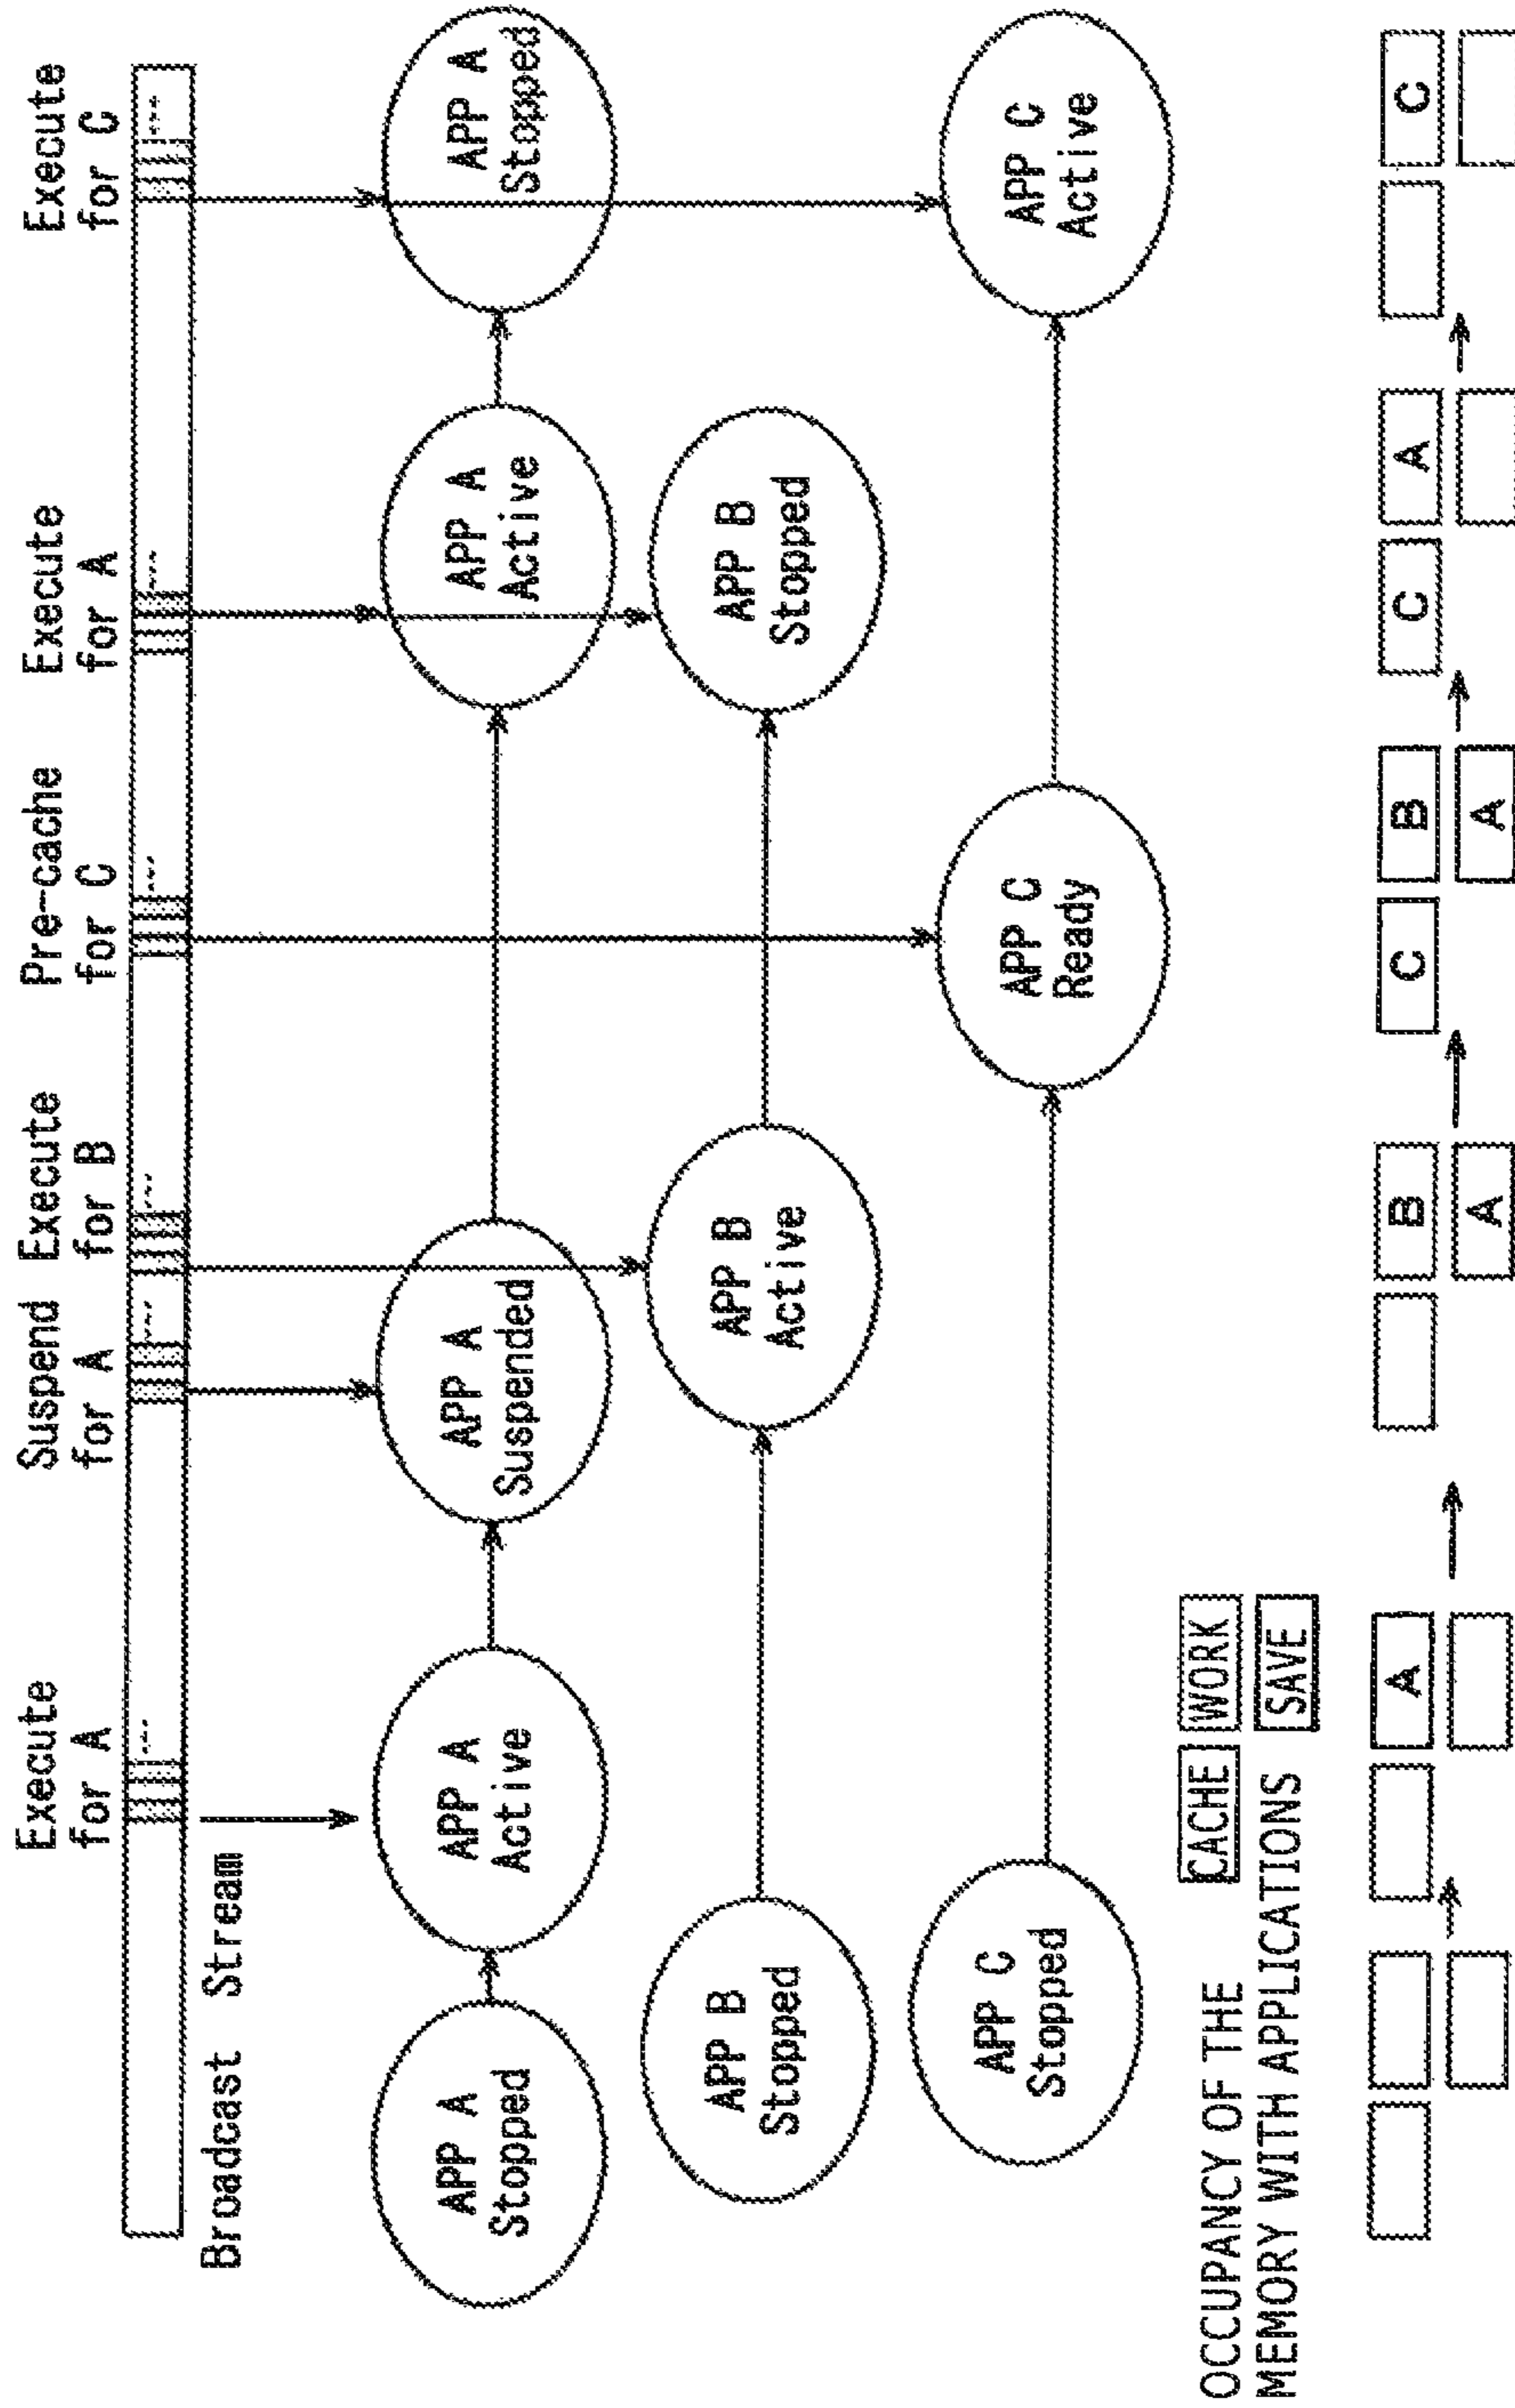 Execute
for A
Suspend
for A
Execute
for B
Pre-cache
for C
Execute
for A
Execute
for C
Broadcast Stream
APP A
Stopped
APP A
Active
APP A
Suspended
APP A
Active
APP A
Stopped
APP B
Stopped
APP B
Active
APP B
Stopped
APP C
Stopped
APP C
Ready
APP C
Active
OCCUPANCY OF THE
MEMORY WITH APPLICATIONS
CACHE WORK
SAVE
A
B
A
C B
A
C A
C